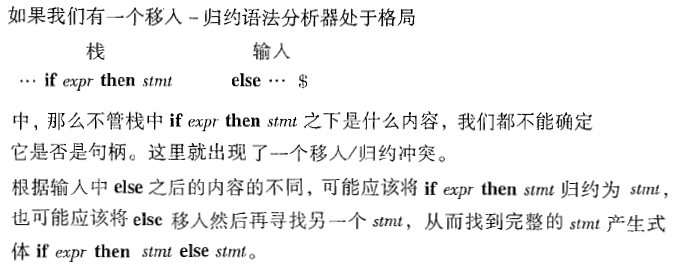 如果我们有一个移入-归约语法分析器处于格局
栈 输入
… if expr then stmt else … $
中，那么不管栈中 if expr then stmt 之下是什么内容，我们都不能确定
它是否是句柄。这里就出现了一个移入/归约冲突。
根据输入中 else 之后的内容的不同，可能应该将 if expr then stmt 归约为 stmt，
也可能应该将 else 移入然后再寻找另一个 stmt，从而找到完整的 stmt 产生式
体 if expr then stmt else stmt。